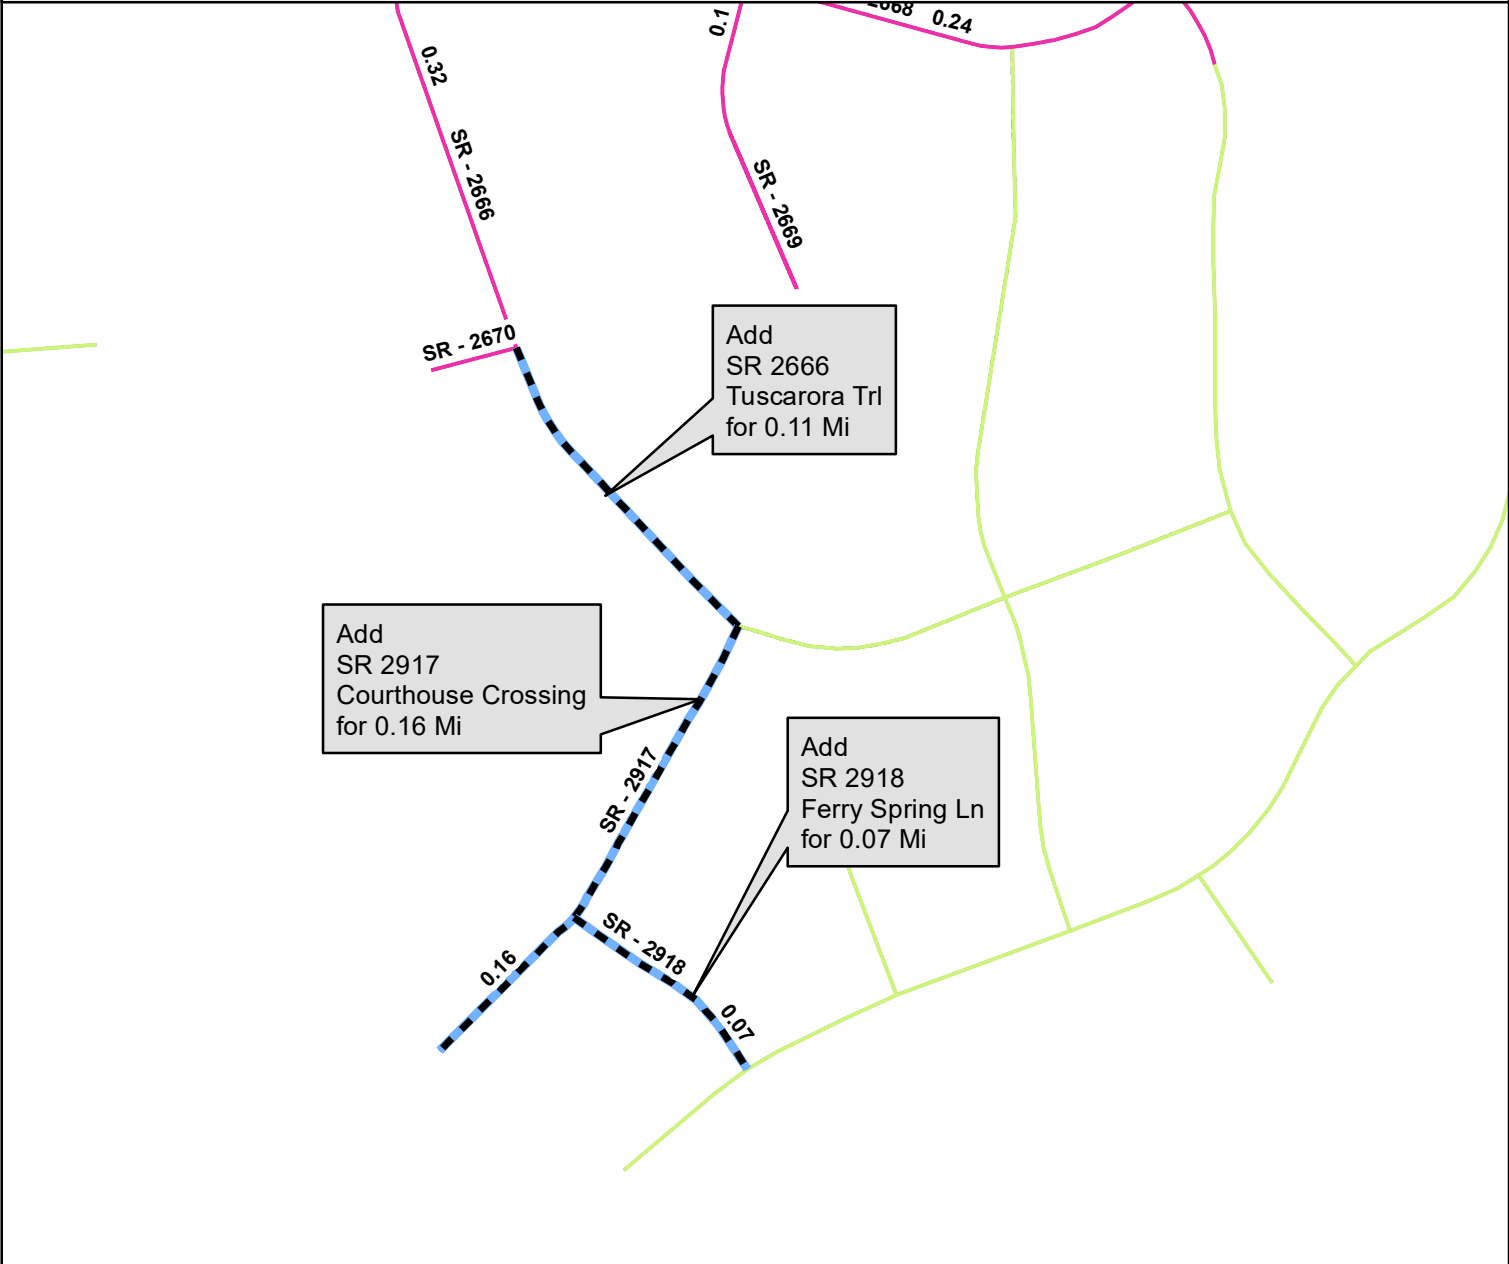 0.1
2668 0.24
0.32
SR - 2666
SR - 2669
SR - 2670
Add
SR 2666
Tuscarora Trl
for 0.11 Mi
Add
SR 2917
Courthouse Crossing
for 0.16 Mi
SR - 2917
Add
SR 2918
Ferry Spring Ln
for 0.07 Mi
SR - 2918
0.16
0.07